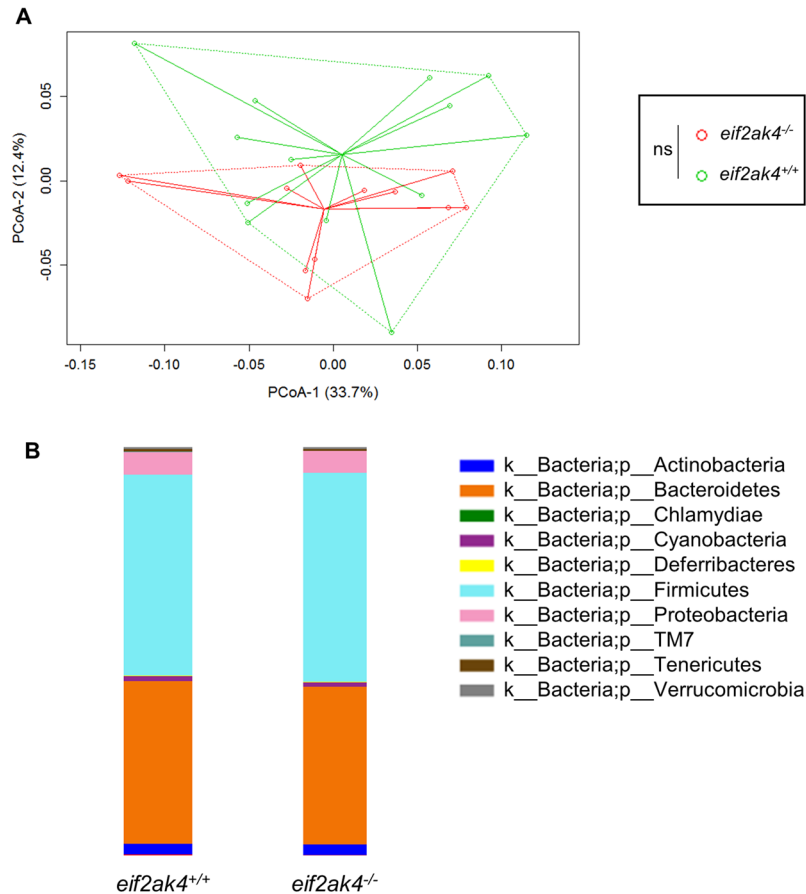 A
0.05
0.00
-0.05
PCoA-2 (12.4%)
-0.15 -0.10 -0.05 0.00 0.05 0.10
PCoA-1 (33.7%)
ns
eif2ak4-/-
eif2ak4+/+
B
k__Bacteria;p__Actinobacteria
k__Bacteria;p__Bacteroidetes
k__Bacteria;p__Chlamydiae
k__Bacteria;p__Cyanobacteria
k__Bacteria;p__Deferribacteres
k__Bacteria;p__Firmicutes
k__Bacteria;p__Proteobacteria
k__Bacteria;p__TM7
k__Bacteria;p__Tenericutes
k__Bacteria;p__Verrucomicrobia
eif2ak4+/+ eif2ak4-/-